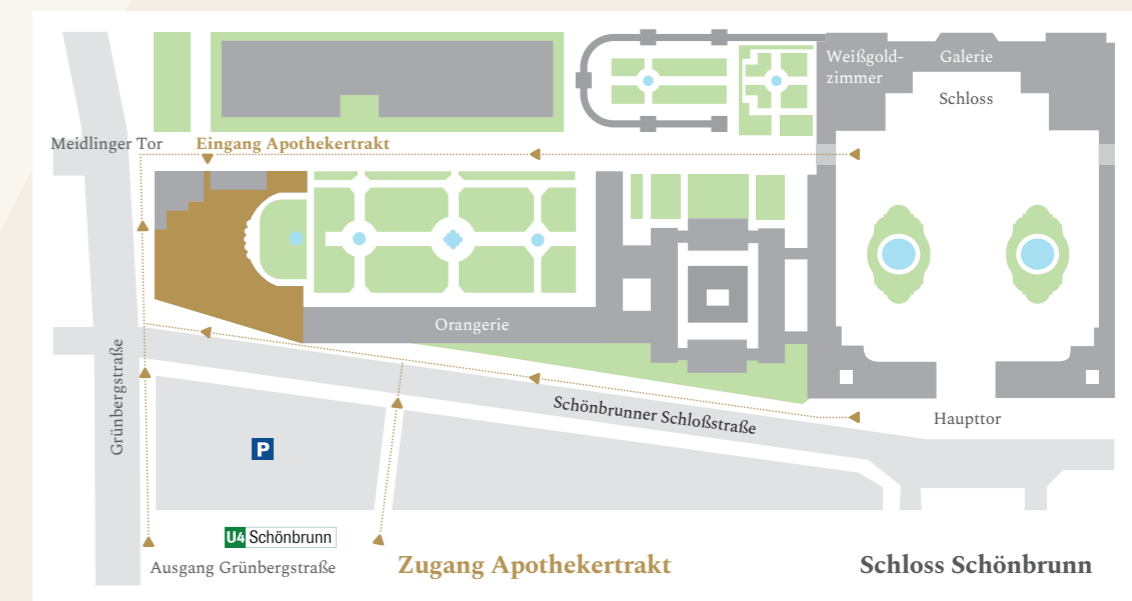 Weißgold-
zimmer
Galerie
Schloss
Meidlinger Tor
Eingang Apothekertrakt
Orangerie
Grünbergstraße
Schönbrunner Schloßstraße
Haupttor
P
U4 Schönbrunn
Ausgang Grünbergstraße
Zugang Apothekertrakt
Schloss Schönbrunn